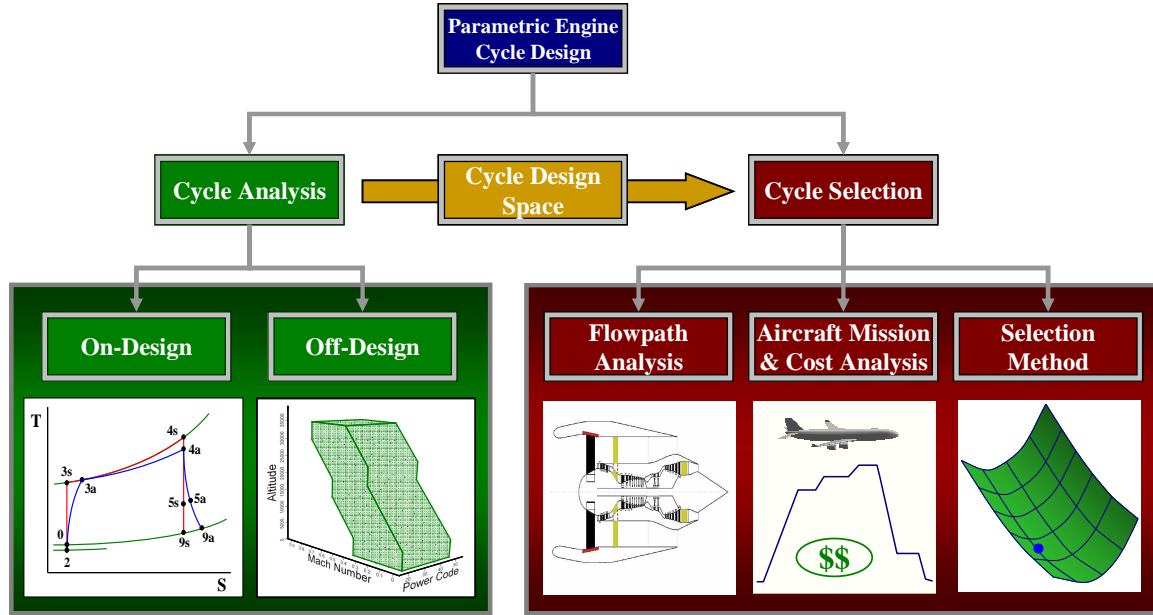 Parametric Engine
Cycle Design
Cycle Analysis
Cycle Design
Space
Cycle Selection
On-Design
Off-Design
Flowpath
Analysis
Aircraft Mission
& Cost Analysis
Selection
Method
T
4s
4a
3s
3a
5s
5a
0
9s
9a
2
S
Altitude
Mach Number
Power Code
$$